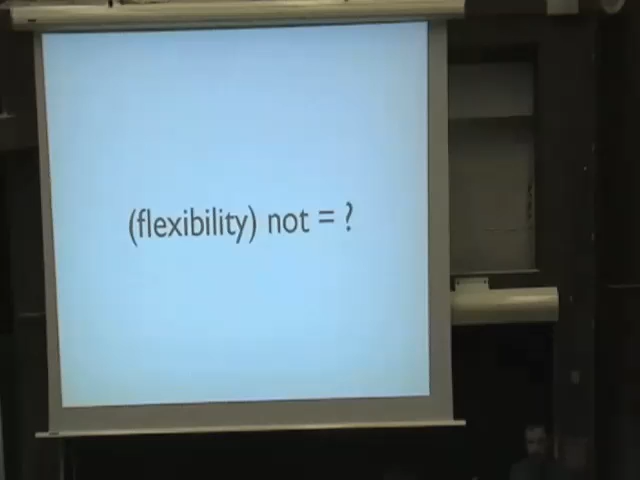 (flexibility) not = ?